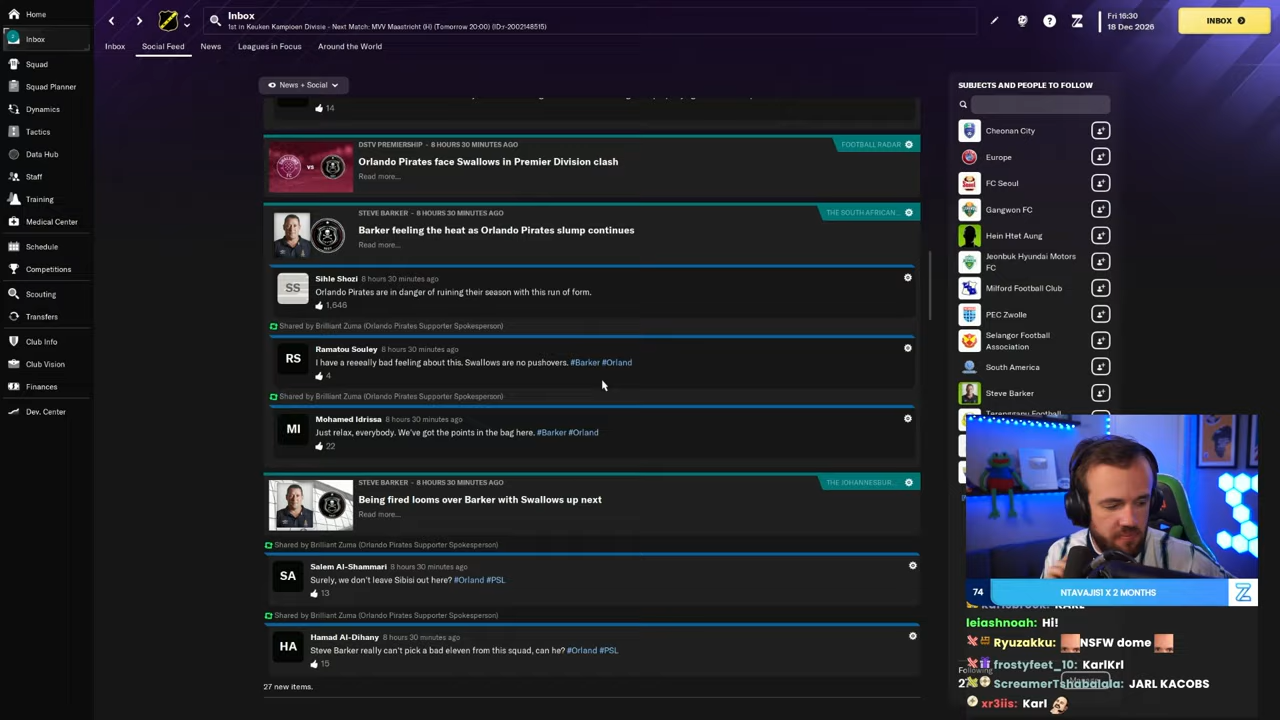 Home
Inbox
Squad
Squad Planner
Dynamics
Tactics
Data Hub
Staff
Training
Medical Center
Schedule
Competitions
Scouting
Transfers
Club Info
Club Vision
Finances
Dev. Center
Inbox
1st in Keuken Kampioen Divisie - Next Match: MVV Maastricht (H) (Tomorrow 20:00) (ID:-2002148515)
Fri 16:30
18 Dec 2026
INBOX
Inbox
Social Feed
News
Leagues in Focus
Around the World
News + Social
14
DSTV PREMIERSHIP - 8 HOURS 30 MINUTES AGO
FOOTBALL RADAR
Orlando Pirates face Swallows in Premier Division clash
Read more...
STEVE BARKER - 8 HOURS 30 MINUTES AGO
THE SOUTH AFRICAN...
Barker feeling the heat as Orlando Pirates slump continues
Read more...
SS
Sihle Shozi 8 hours 30 minutes ago
Orlando Pirates are in danger of ruining their season with this run of form.
1,646
Shared by Brilliant Zuma (Orlando Pirates Supporter Spokesperson)
RS
Ramatou Souley 8 hours 30 minutes ago
I have a reeeally bad feeling about this. Swallows are no pushovers. #Barker #Orland
4
Shared by Brilliant Zuma (Orlando Pirates Supporter Spokesperson)
MI
Mohamed Idrissa 8 hours 30 minutes ago
Just relax, everybody. We've got the points in the bag here. #Barker #Orland
22
STEVE BARKER - 8 HOURS 30 MINUTES AGO
THE JOHANNESBUR...
Being fired looms over Barker with Swallows up next
Read more...
Shared by Brilliant Zuma (Orlando Pirates Supporter Spokesperson)
SA
Salem Al-Shammari 8 hours 30 minutes ago
Surely, we don't leave Sibisi out here? #Orland #PSL
13
Shared by Brilliant Zuma (Orlando Pirates Supporter Spokesperson)
HA
Hamad Al-Dihany 8 hours 30 minutes ago
Steve Barker really can't pick a bad eleven from this squad, can he? #Orland #PSL
15
27 new items.
SUBJECTS AND PEOPLE TO FOLLOW
Cheonan City
Europe
FC Seoul
Gangwon FC
Hein Htet Aung
Jeonbuk Hyundai Motors
FC
Milford Football Club
PEC Zwolle
Selangor Football
Association
South America
Steve Barker
Terengganu Football
74
NTAVAJIS1 X 2 MONTHS
leiashnoah: Hi!
Ryuzakku: NSFW dome
Following
frostyfeet_10: KarlKrl
ScreamerTshabalala: JARL KACOBS
xr3iis: Karl